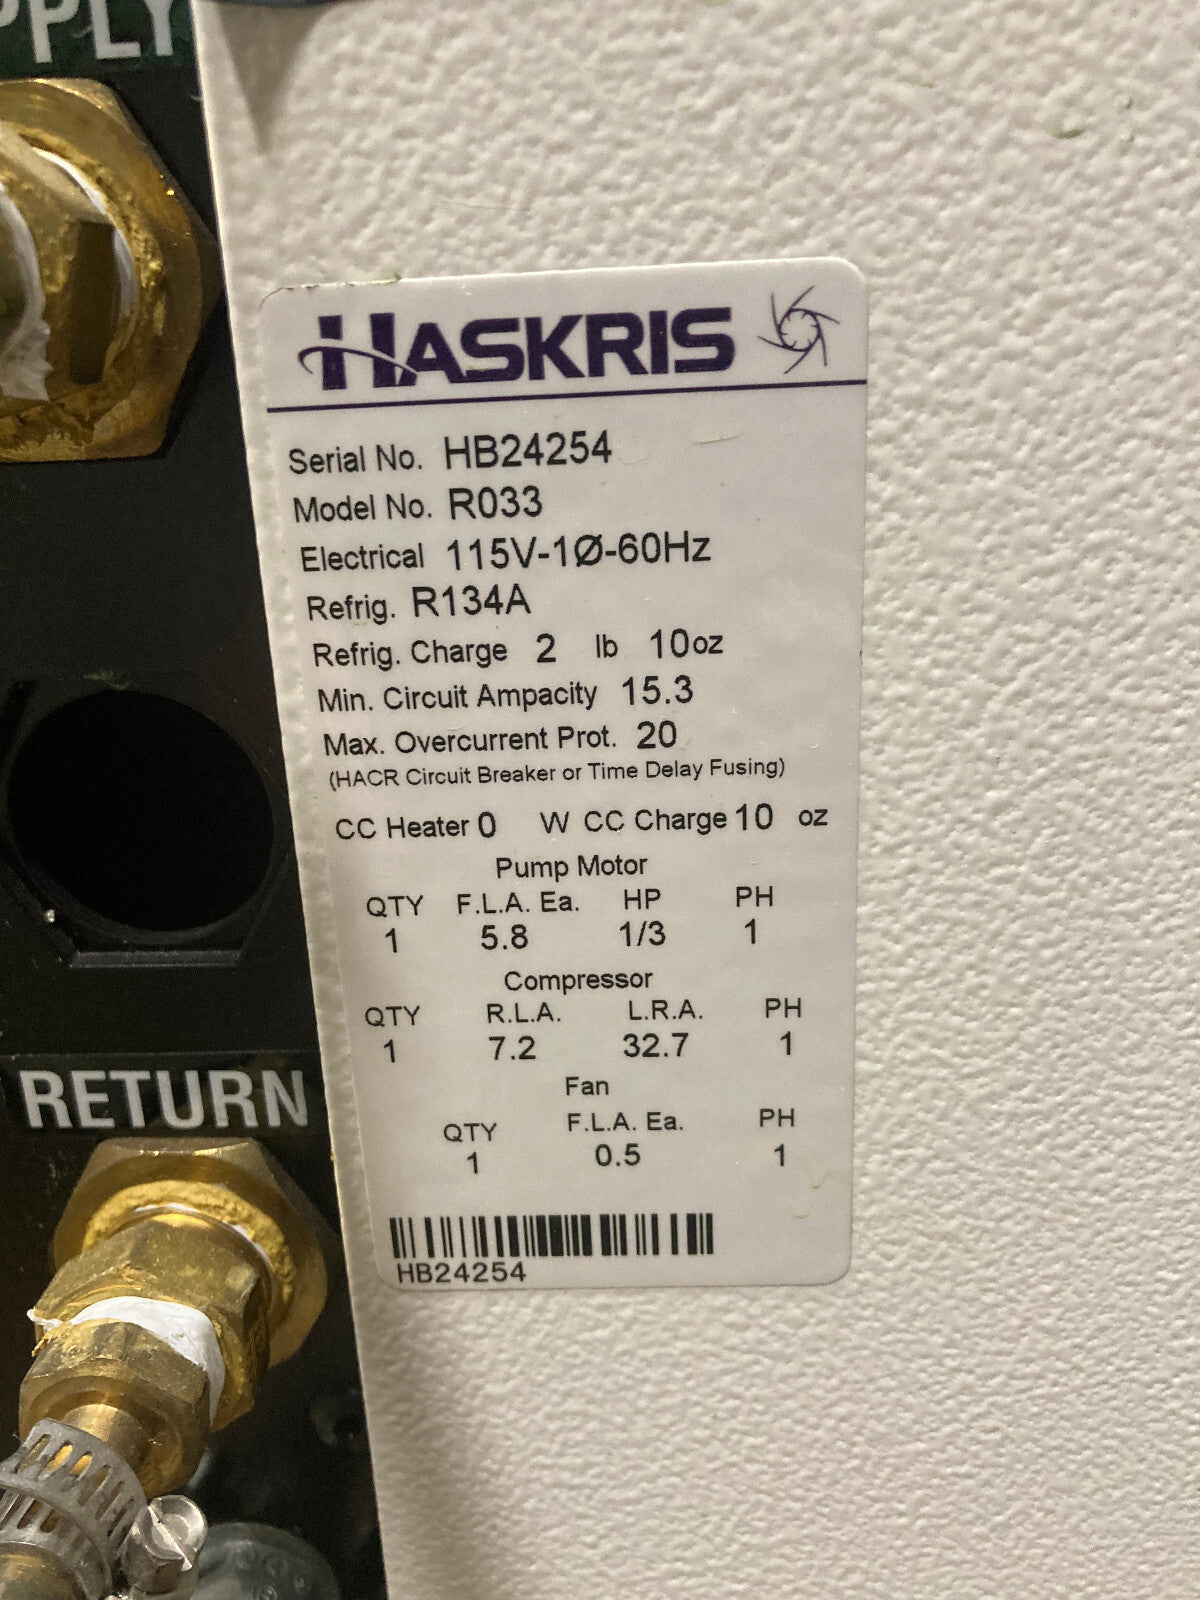 PPLY
HASKRIS
Serial No. HB24254
Model No. R033
Electrical 115V-1Ø-60Hz
Refrig. R134A
Refrig. Charge 2 lb 10oz
Min. Circuit Ampacity 15.3
Max. Overcurrent Prot. 20
(HACR Circuit Breaker or Time Delay Fusing)
CC Heater 0 W CC Charge 10 oz
Pump Motor
QTY F.L.A. Ea. HP PH
1 5.8 1/3 1
Compressor
QTY R.L.A. L.R.A. PH
1 7.2 32.7 1
Fan
QTY F.L.A. Ea. PH
1 0.5 1
HB24254
RETURN